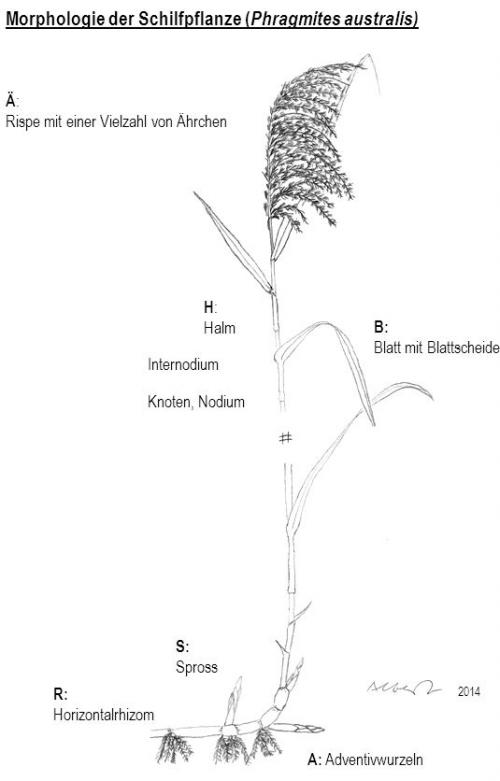 Morphologie der Schilfpflanze (Phragmites australis)
Ä:
Rispe mit einer Vielzahl von Ährchen
H:
Halm
B:
Blatt mit Blattscheide
Internodium
Knoten, Nodium
#
S:
Spross
R:
Horizontalrhizom
2014
A: Adventivwurzeln